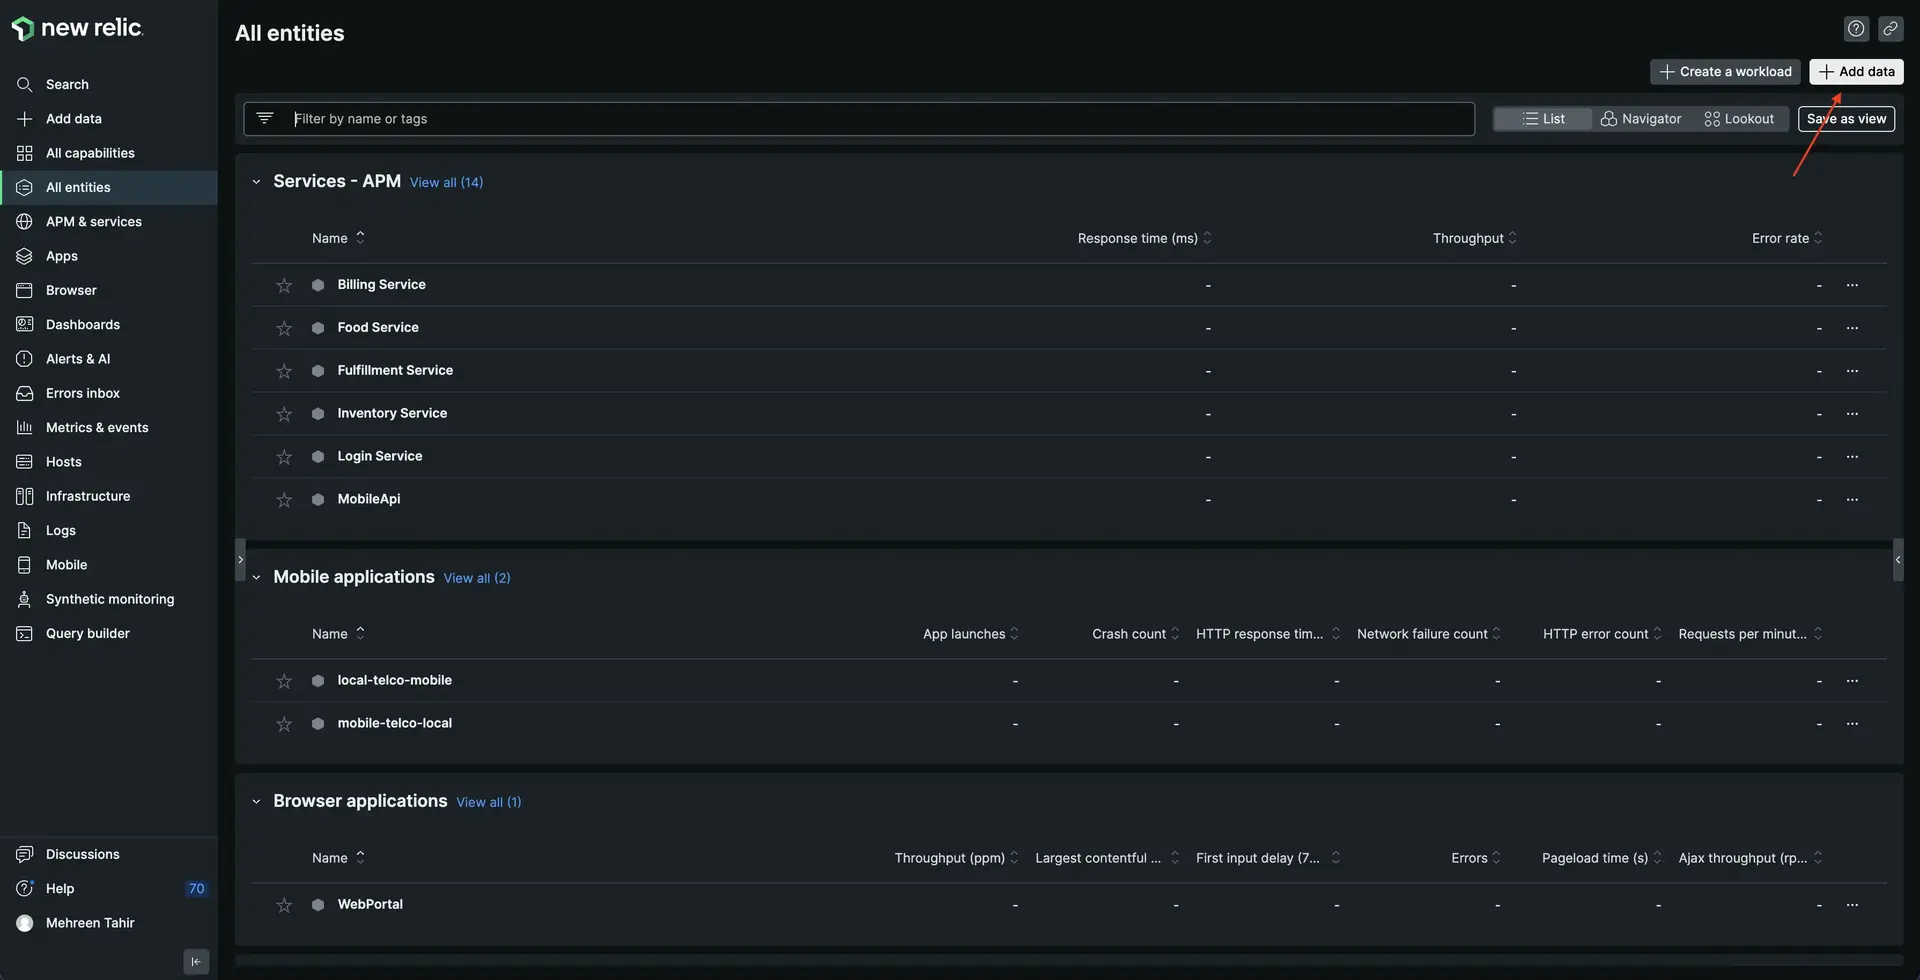 new relic.
Search
Add data
All capabilities
All entities
APM & services
Apps
Browser
Dashboards
Alerts & AI
Errors inbox
Metrics & events
Hosts
Infrastructure
Logs
Mobile
Synthetic monitoring
Query builder
Discussions
Help 70
Mehreen Tahir
All entities
Create a workload Add data
Filter by name or tags List Navigator Lookout Save as view
Services - APM View all (14)
Name Response time (ms) Throughput Error rate
Billing Service - - - ...
Food Service - - - ...
Fulfillment Service - - - ...
Inventory Service - - - ...
Login Service - - - ...
MobileApi - - - ...
Mobile applications View all (2)
Name App launches Crash count HTTP response tim... Network failure count HTTP error count Requests per minut...
local-telco-mobile - - - - - - ...
mobile-telco-local - - - - - - ...
Browser applications View all (1)
Name Throughput (ppm) Largest contentful ... First input delay (7... Errors Pageload time (s) Ajax throughput (rp...
WebPortal - - - - - - ...